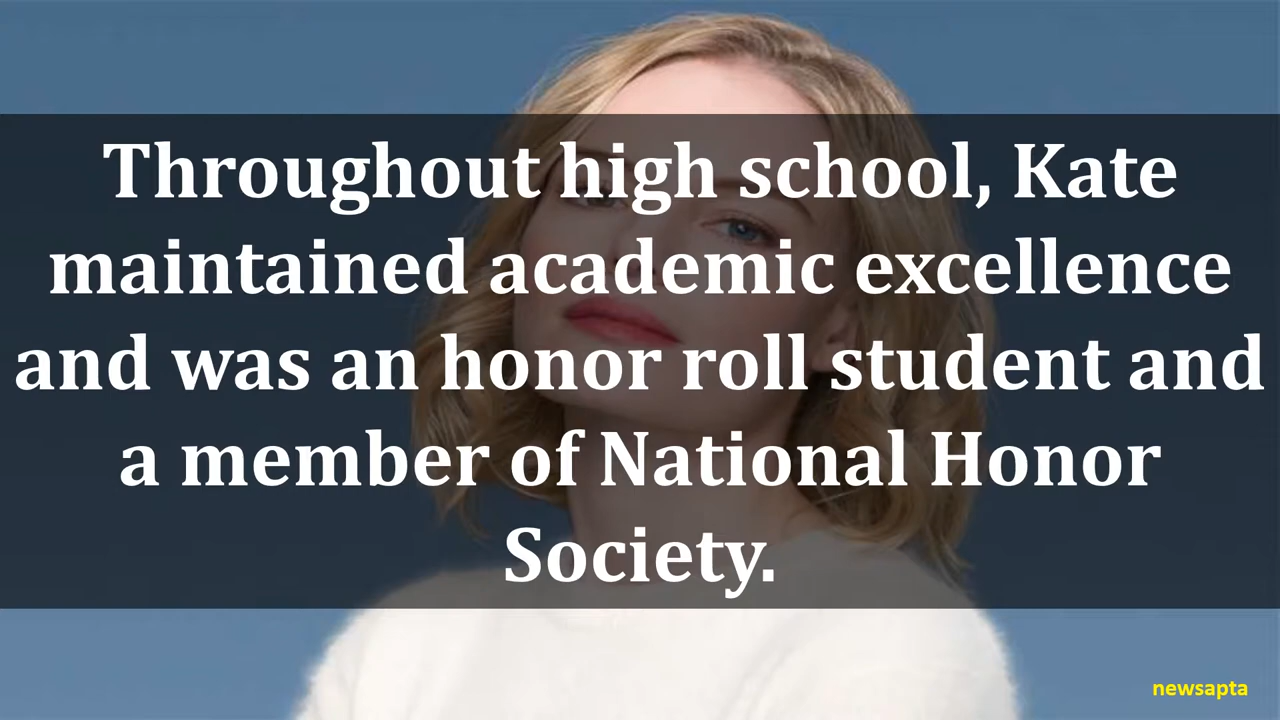 Throughout high school, Kate
maintained academic excellence
and was an honor roll student and
a member of National Honor
Society.
newsapta